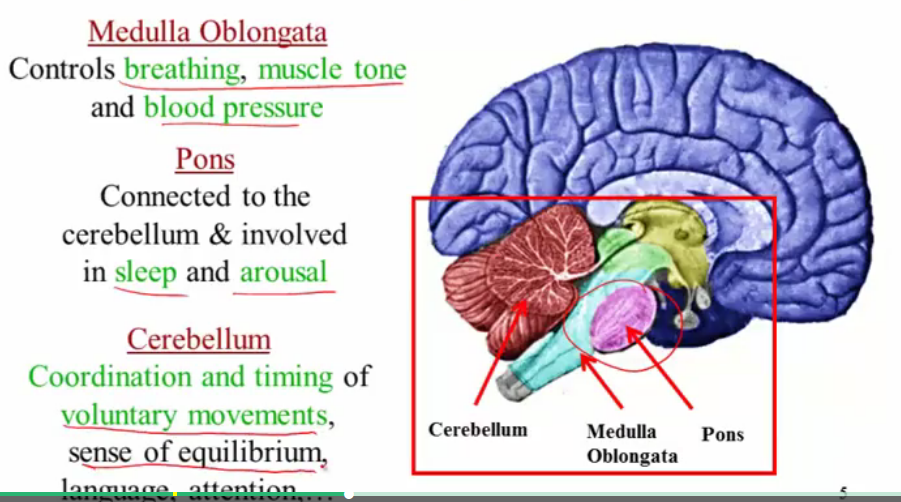 Medulla Oblongata
Controls breathing, muscle tone
and blood pressure
Pons
Connected to the
cerebellum & involved
in sleep and arousal
Cerebellum
Coordination and timing of
voluntary movements,
sense of equilibrium,
language, attention,...
Cerebellum
Medulla
Oblongata
Pons
5